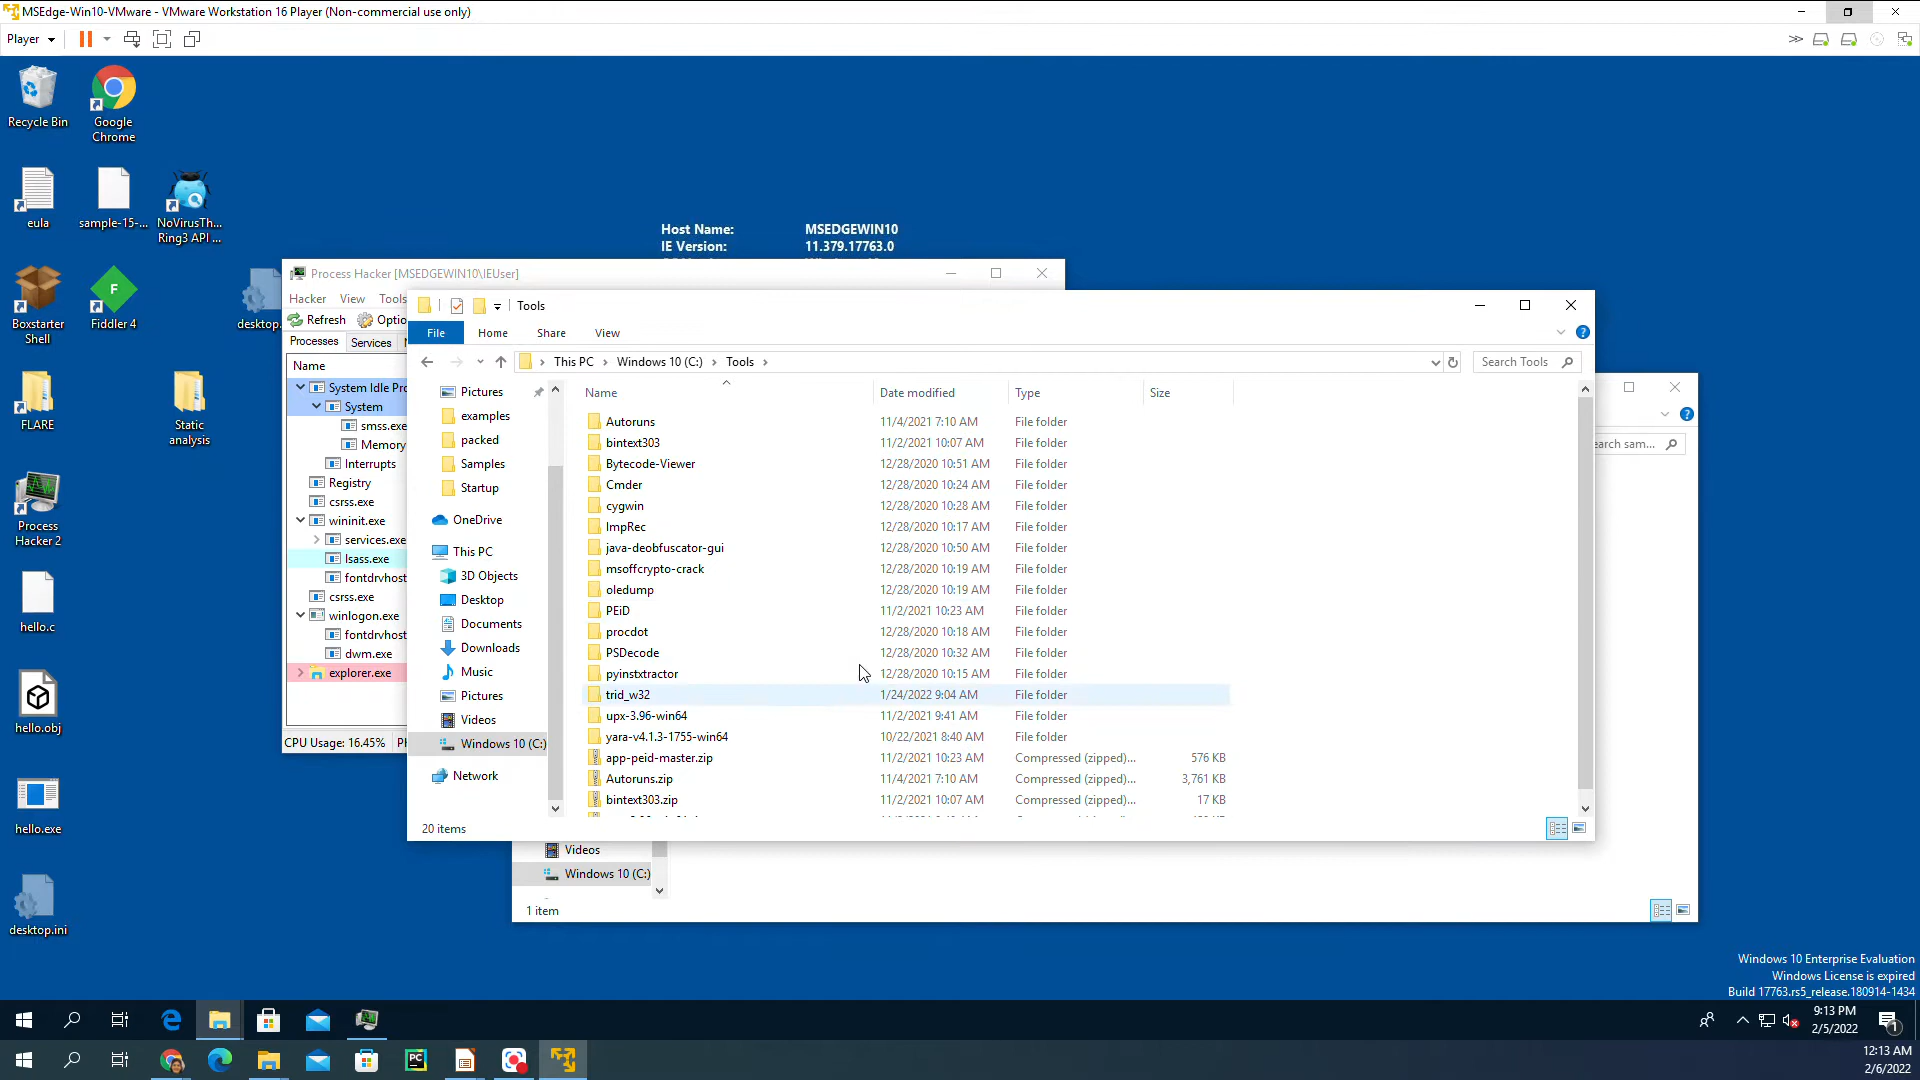 MSEdge-Win10-VMware - VMware Workstation 16 Player (Non-commercial use only)
Player
Recycle Bin
Google Chrome
eula
sample-15-...
NoVirusTh... Ring3 API ...
Boxstarter Shell
Fiddler 4
desktop.
FLARE
Static analysis
Process Hacker 2
hello.c
hello.obj
hello.exe
desktop.ini
Host Name: MSEDGEWIN10
IE Version: 11.379.17763.0
Process Hacker [MSEDGEWIN10\IEUser]
Hacker View Tools
Refresh Optio
Processes Services
Name
System Idle Pro
System
smss.exe
Memory
Interrupts
Registry
csrss.exe
wininit.exe
services.exe
lsass.exe
fontdrvhost
csrss.exe
winlogon.exe
fontdrvhost
dwm.exe
explorer.exe
CPU Usage: 16.45%
Tools
File Home Share View
This PC Windows 10 (C:) Tools
Search Tools
Pictures
examples
packed
Samples
Startup
OneDrive
This PC
3D Objects
Desktop
Documents
Downloads
Music
Pictures
Videos
Windows 10 (C:)
Network
Name Date modified Type Size
Autoruns 11/4/2021 7:10 AM File folder
bintext303 11/2/2021 10:07 AM File folder
Bytecode-Viewer 12/28/2020 10:51 AM File folder
Cmder 12/28/2020 10:24 AM File folder
cygwin 12/28/2020 10:28 AM File folder
ImpRec 12/28/2020 10:17 AM File folder
java-deobfuscator-gui 12/28/2020 10:50 AM File folder
msoffcrypto-crack 12/28/2020 10:19 AM File folder
oledump 12/28/2020 10:19 AM File folder
PEiD 11/2/2021 10:23 AM File folder
procdot 12/28/2020 10:18 AM File folder
PSDecode 12/28/2020 10:32 AM File folder
pyinstxtractor 12/28/2020 10:15 AM File folder
trid_w32 1/24/2022 9:04 AM File folder
upx-3.96-win64 11/2/2021 9:41 AM File folder
yara-v4.1.3-1755-win64 10/22/2021 8:40 AM File folder
app-peid-master.zip 11/2/2021 10:23 AM Compressed (zipped)... 576 KB
Autoruns.zip 11/4/2021 7:10 AM Compressed (zipped)... 3,761 KB
bintext303.zip 11/2/2021 10:07 AM Compressed (zipped)... 17 KB
20 items
earch sam...
Videos
Windows 10 (C:)
1 item
Windows 10 Enterprise Evaluation
Windows License is expired
Build 17763.rs5_release.180914-1434
9:13 PM
2/5/2022
1
12:13 AM
2/6/2022